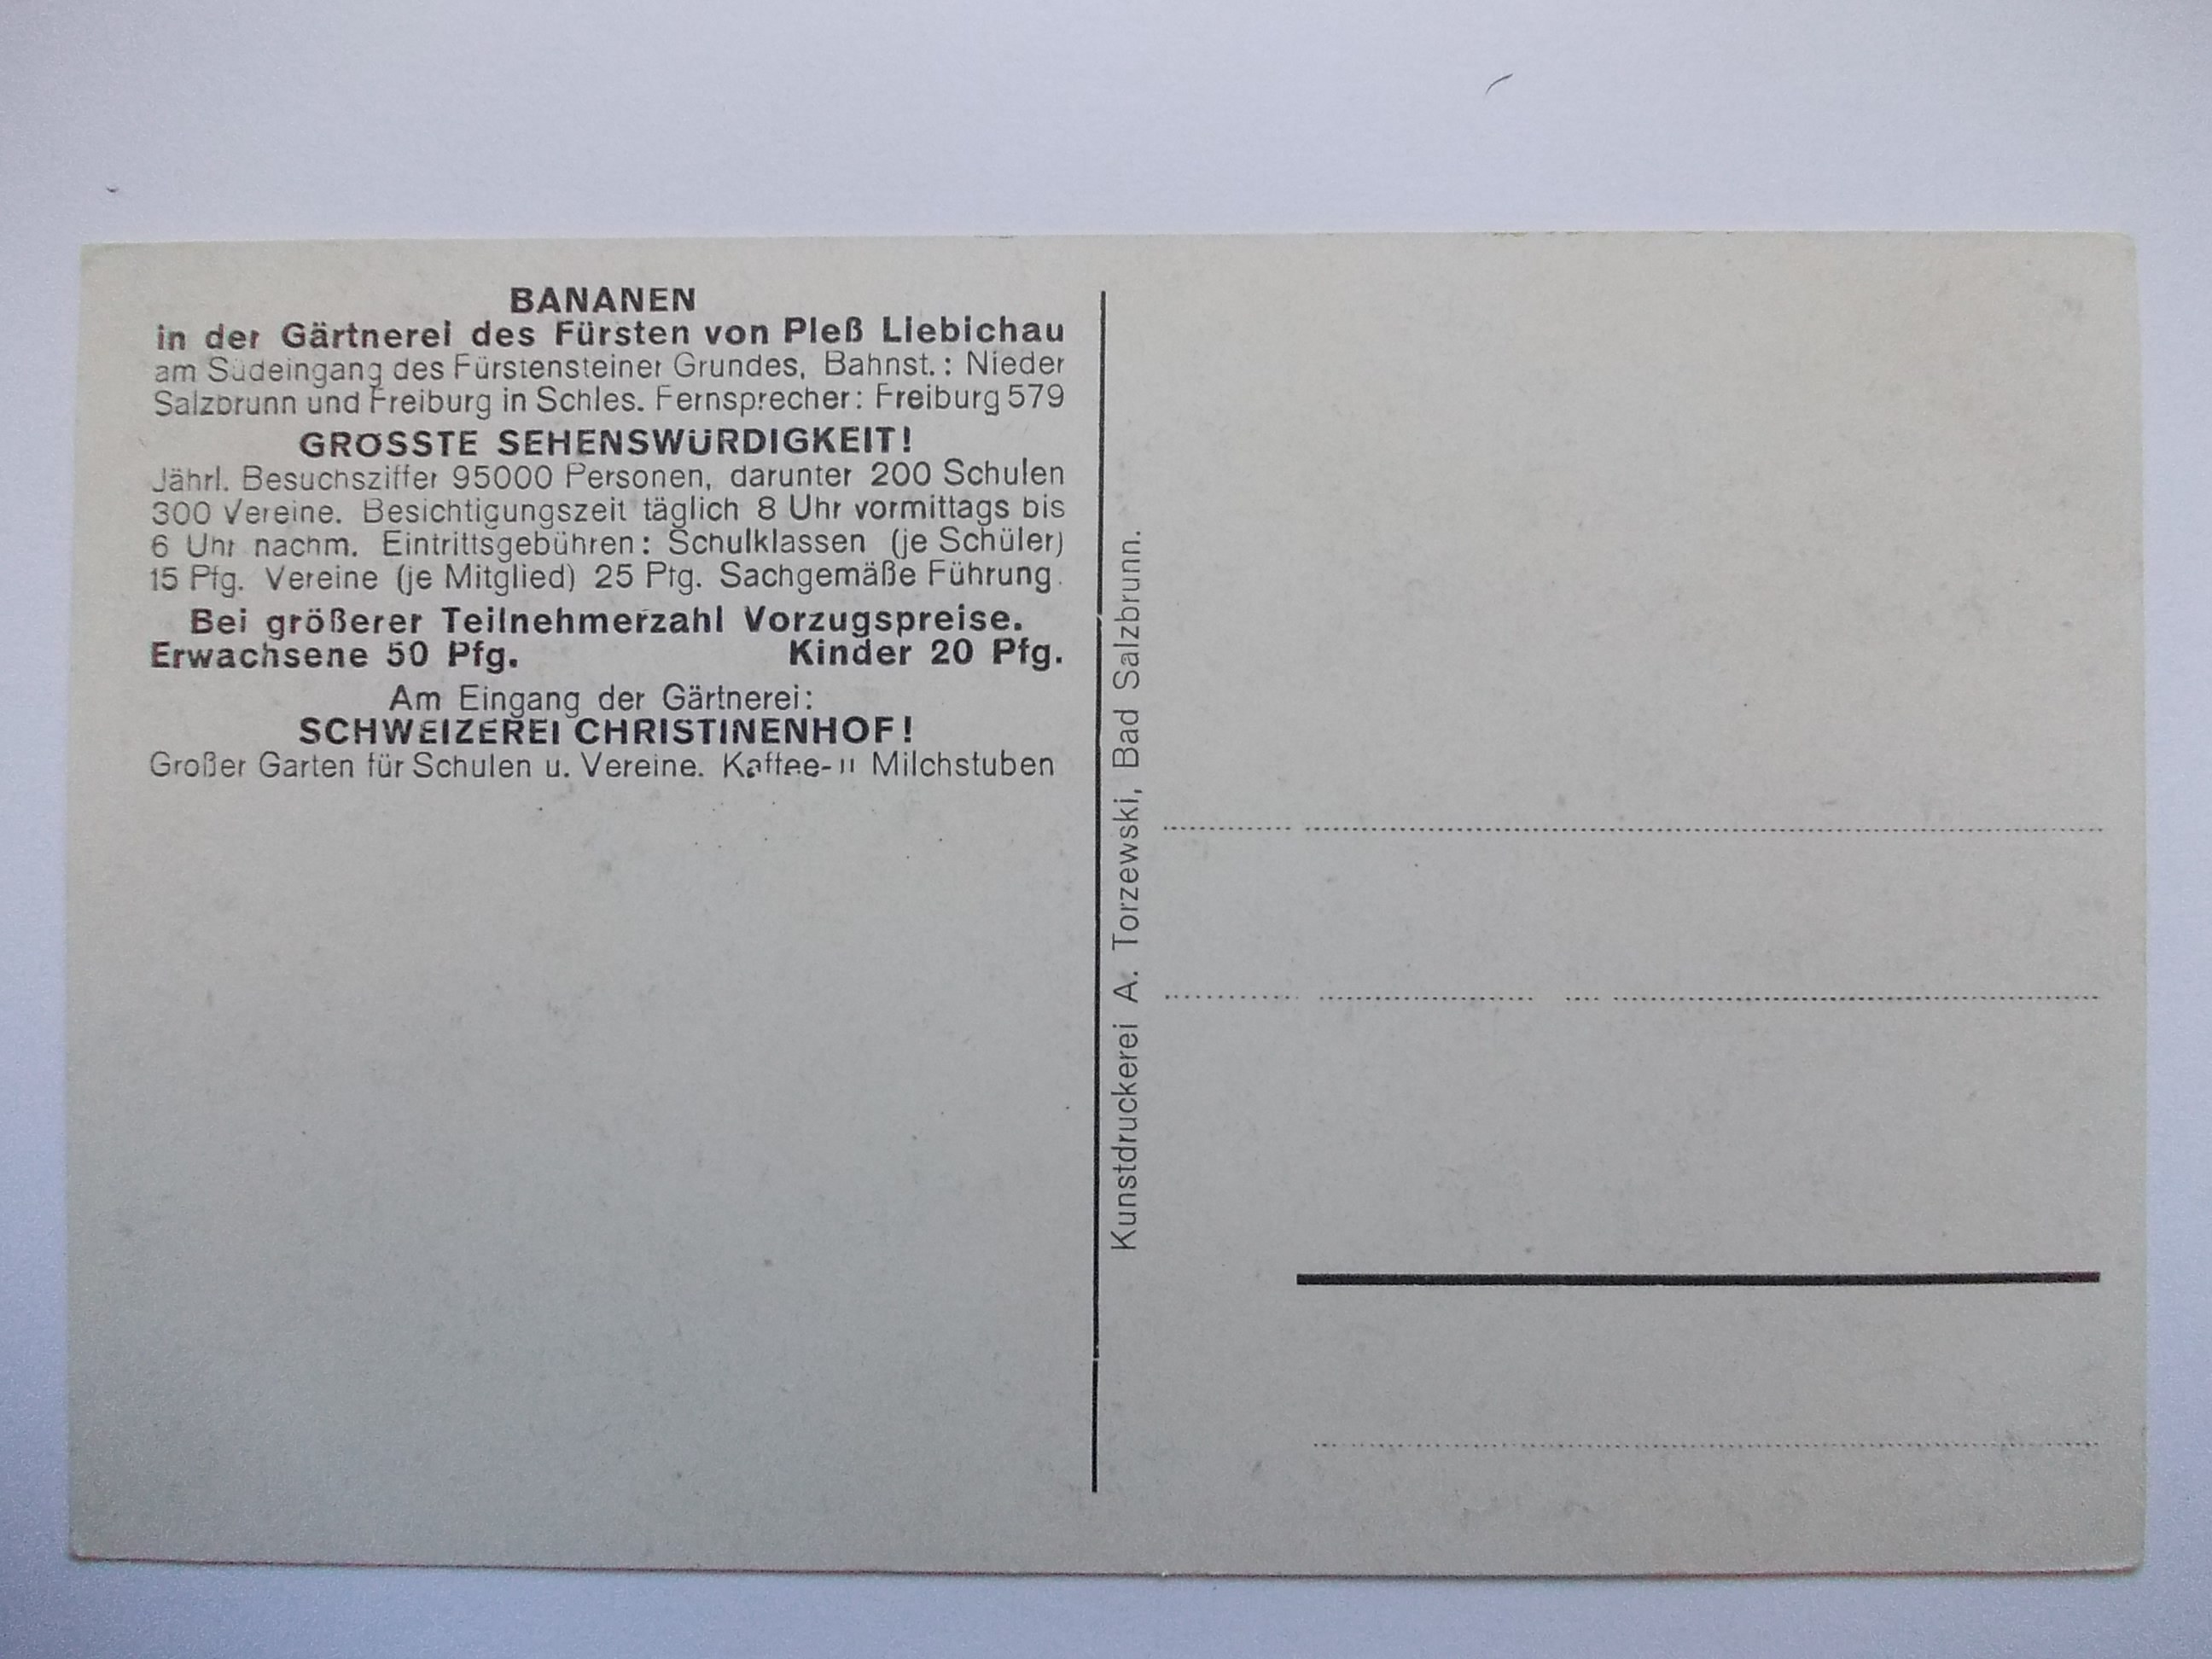 BANANEN
in der Gärtnerei des Fürsten von Pleß Liebichau
am Südeingang des Fürstensteiner Grundes, Bahnst.: Nieder
Salzbrunn und Freiburg in Schles. Fernsprecher: Freiburg 579
GRÖSSTE SEHENSWÜRDIGKEIT!
Jährl. Besuchsziffer 95000 Personen, darunter 200 Schulen
300 Vereine. Besichtigungszeit täglich 8 Uhr vormittags bis
6 Uhr nachm. Eintrittsgebühren: Schulklassen (je Schüler)
15 Pfg. Vereine (je Mitglied) 25 Pfg. Sachgemäße Führung.
Bei größerer Teilnehmerzahl Vorzugspreise.
Erwachsene 50 Pfg. Kinder 20 Pfg.
Am Eingang der Gärtnerei:
SCHWEIZEREI CHRISTINENHOF!
Großer Garten für Schulen u. Vereine. Kaffee- u Milchstuben
Kunstdruckerei A. Torzewski, Bad Salzbrunn.